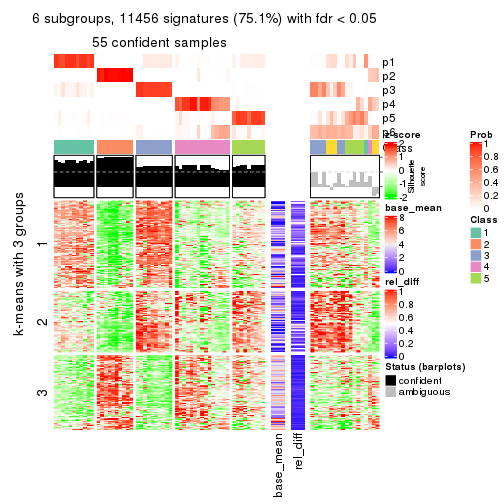 6 subgroups, 11456 signatures (75.1%) with fdr < 0.05
55 confident samples
p1
p2
p3
p4
p5
p6
Class
z-score
2
1
0
-1
-2
Silhouette
score
base_mean
8
6
4
2
0
rel_diff
1
0.8
0.6
0.4
0.2
0
Status (barplots)
confident
ambiguous
Prob
1
0.8
0.6
0.4
0.2
0
Class
1
2
3
4
5
k-means with 3 groups
1
2
3
base_mean
rel_diff